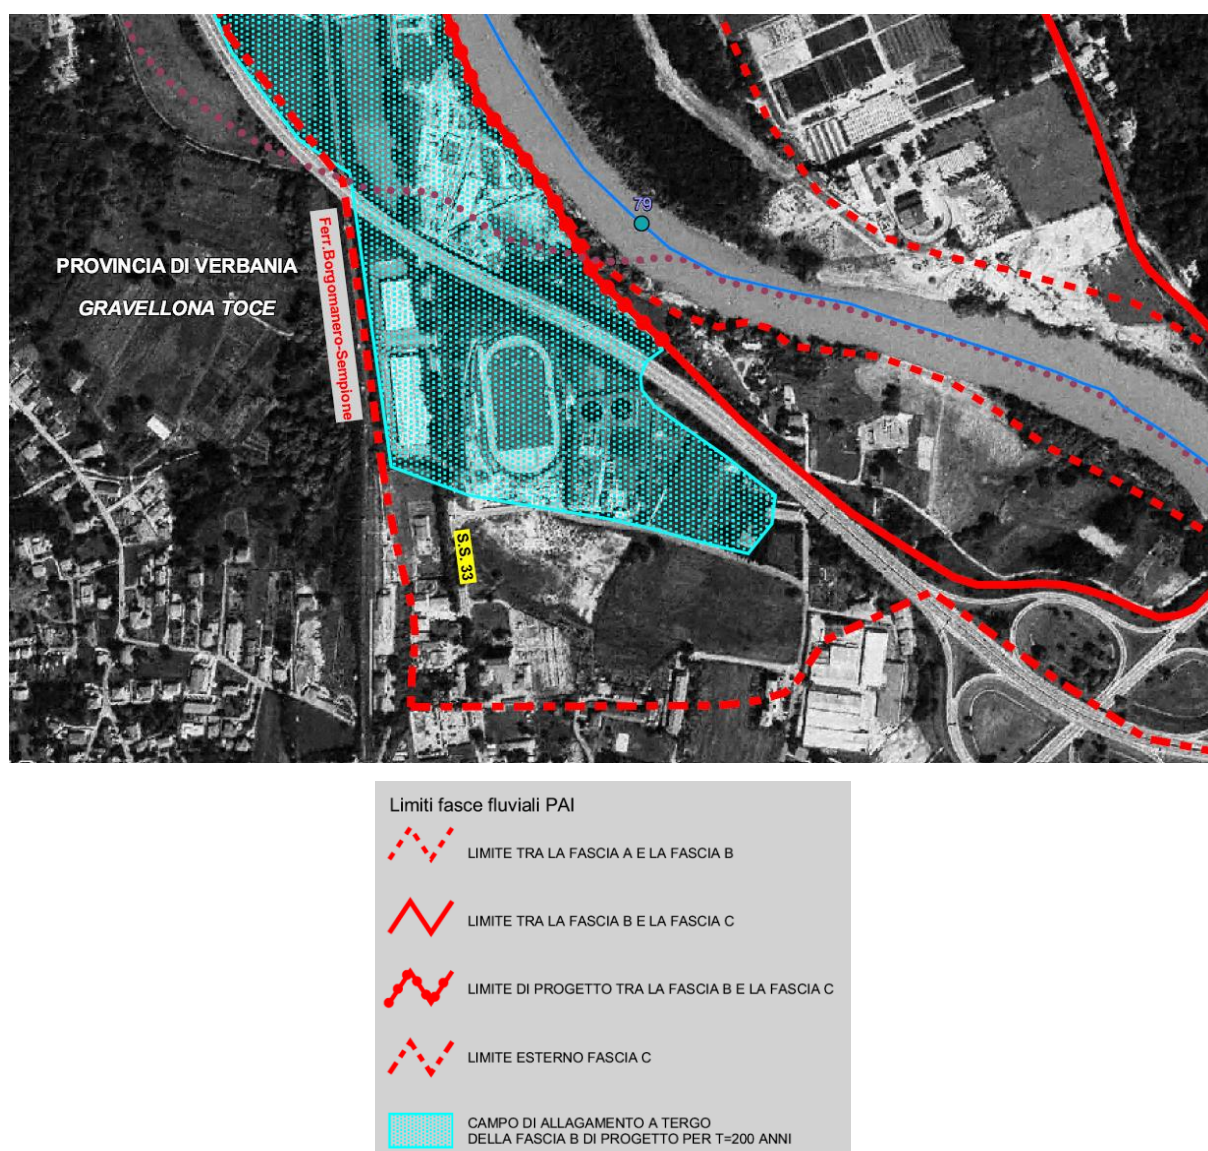 79
PROVINCIA DI VERBANIA
GRAVELLONA TOCE
Ferr.Borgomanero-Sempione
S.S. 33
Limiti fasce fluviali PAI
LIMITE TRA LA FASCIA A E LA FASCIA B
LIMITE TRA LA FASCIA B E LA FASCIA C
LIMITE DI PROGETTO TRA LA FASCIA B E LA FASCIA C
LIMITE ESTERNO FASCIA C
CAMPO DI ALLAGAMENTO A TERGO
DELLA FASCIA B DI PROGETTO PER T=200 ANNI